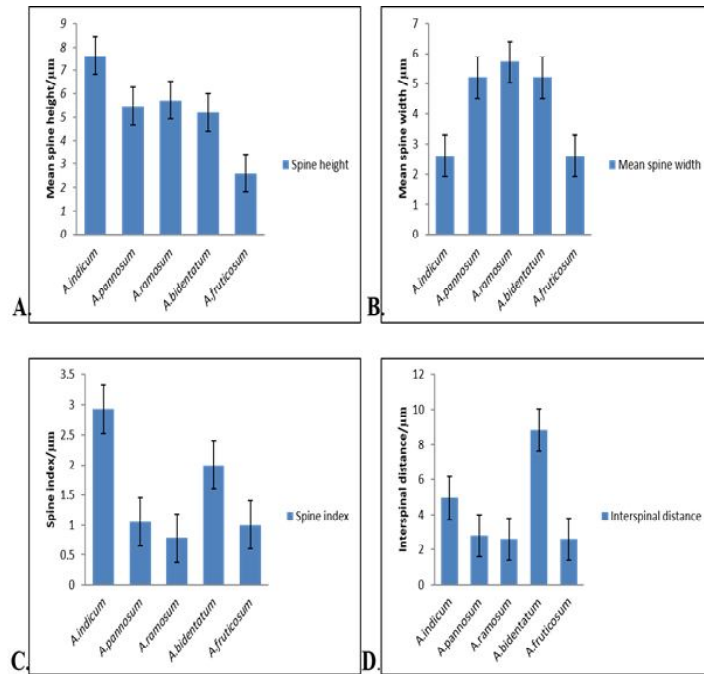 9
8
7
6
5
4
3
2
1
0
Mean spine height/μm
Spine height
A.indicum
A.pannosum
A.ramosum
A.bidentatum
A.fruticosum
A.
7
6
5
4
3
2
1
0
Mean spine width /μm
Mean spine width
A.indicum
A.pannosum
A.ramosum
A.bidentatum
A.fruticosum
B.
3.5
3
2.5
2
1.5
1
0.5
0
Spine index/μm
Spine index
A.indicum
A.pannosum
A.ramosum
A.bidentatum
A.fruticosum
C.
12
10
8
6
4
2
0
Interspinal distance/μm
Interspinal distance
A.indicum
A.pannosum
A.ramosum
A.bidentatum
A.fruticosum
D.